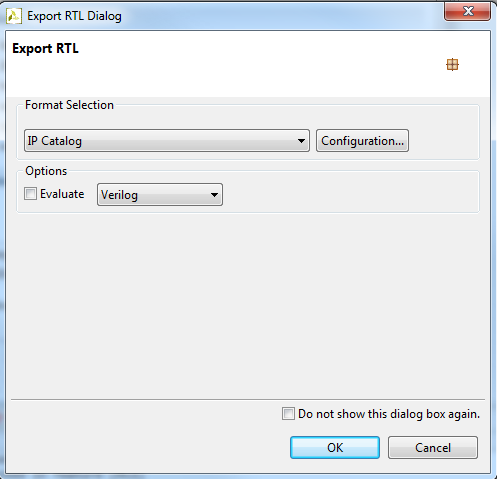 Export RTL Dialog
Export RTL
Format Selection
IP Catalog
Configuration...
Options
Evaluate
Verilog
Do not show this dialog box again.
OK
Cancel